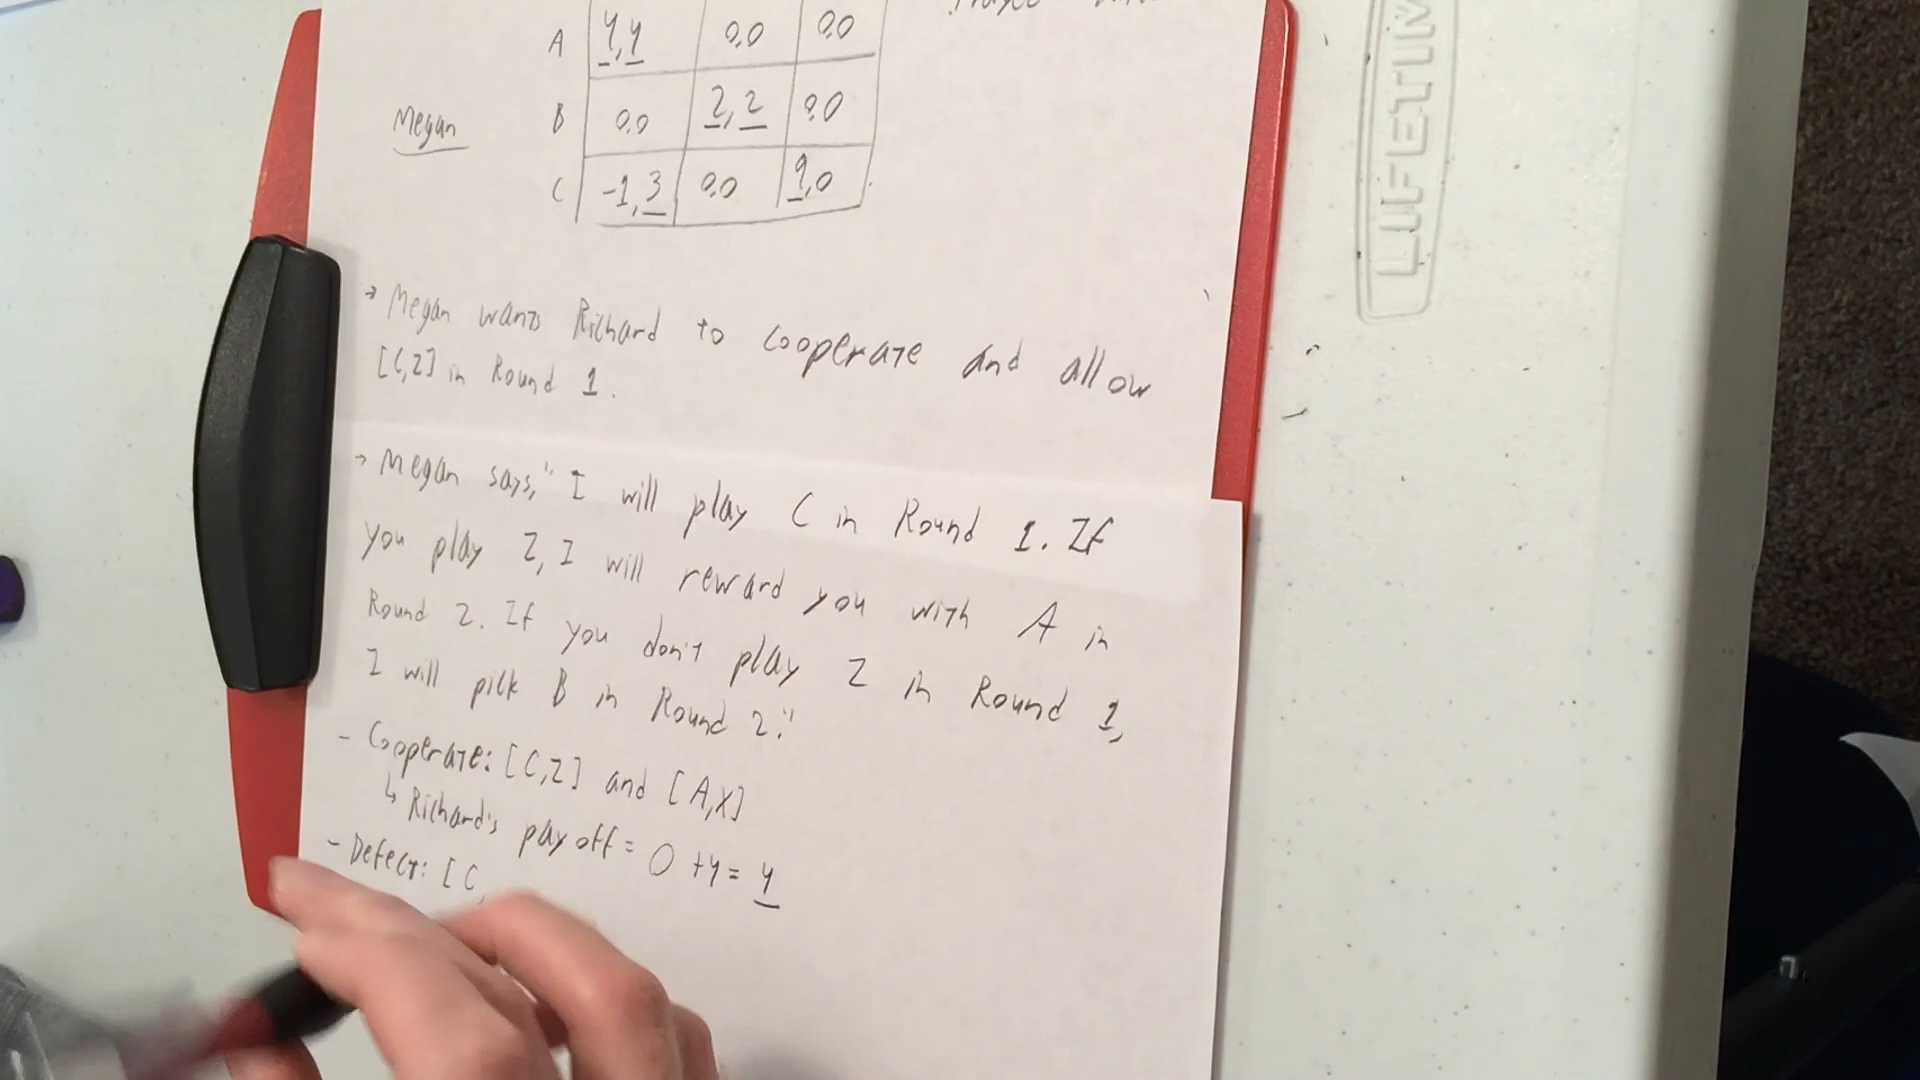 A 4,4 0,0 0,0
Megan B 0,0 2,2 0,0
C -1,3 0,0 9,0
→ Megan wants Richard to cooperate and allow
[C,Z] in Round 1.
→ Megan says, "I will play C in Round 1. If
you play Z, I will reward you with A in
Round 2. If you don't play Z in Round 1,
I will pick B in Round 2."
- Cooperate: [C,Z] and [A,X]
↳ Richard's payoff = 0 + 4 = 4
- Defect: [C,
LIFETIM